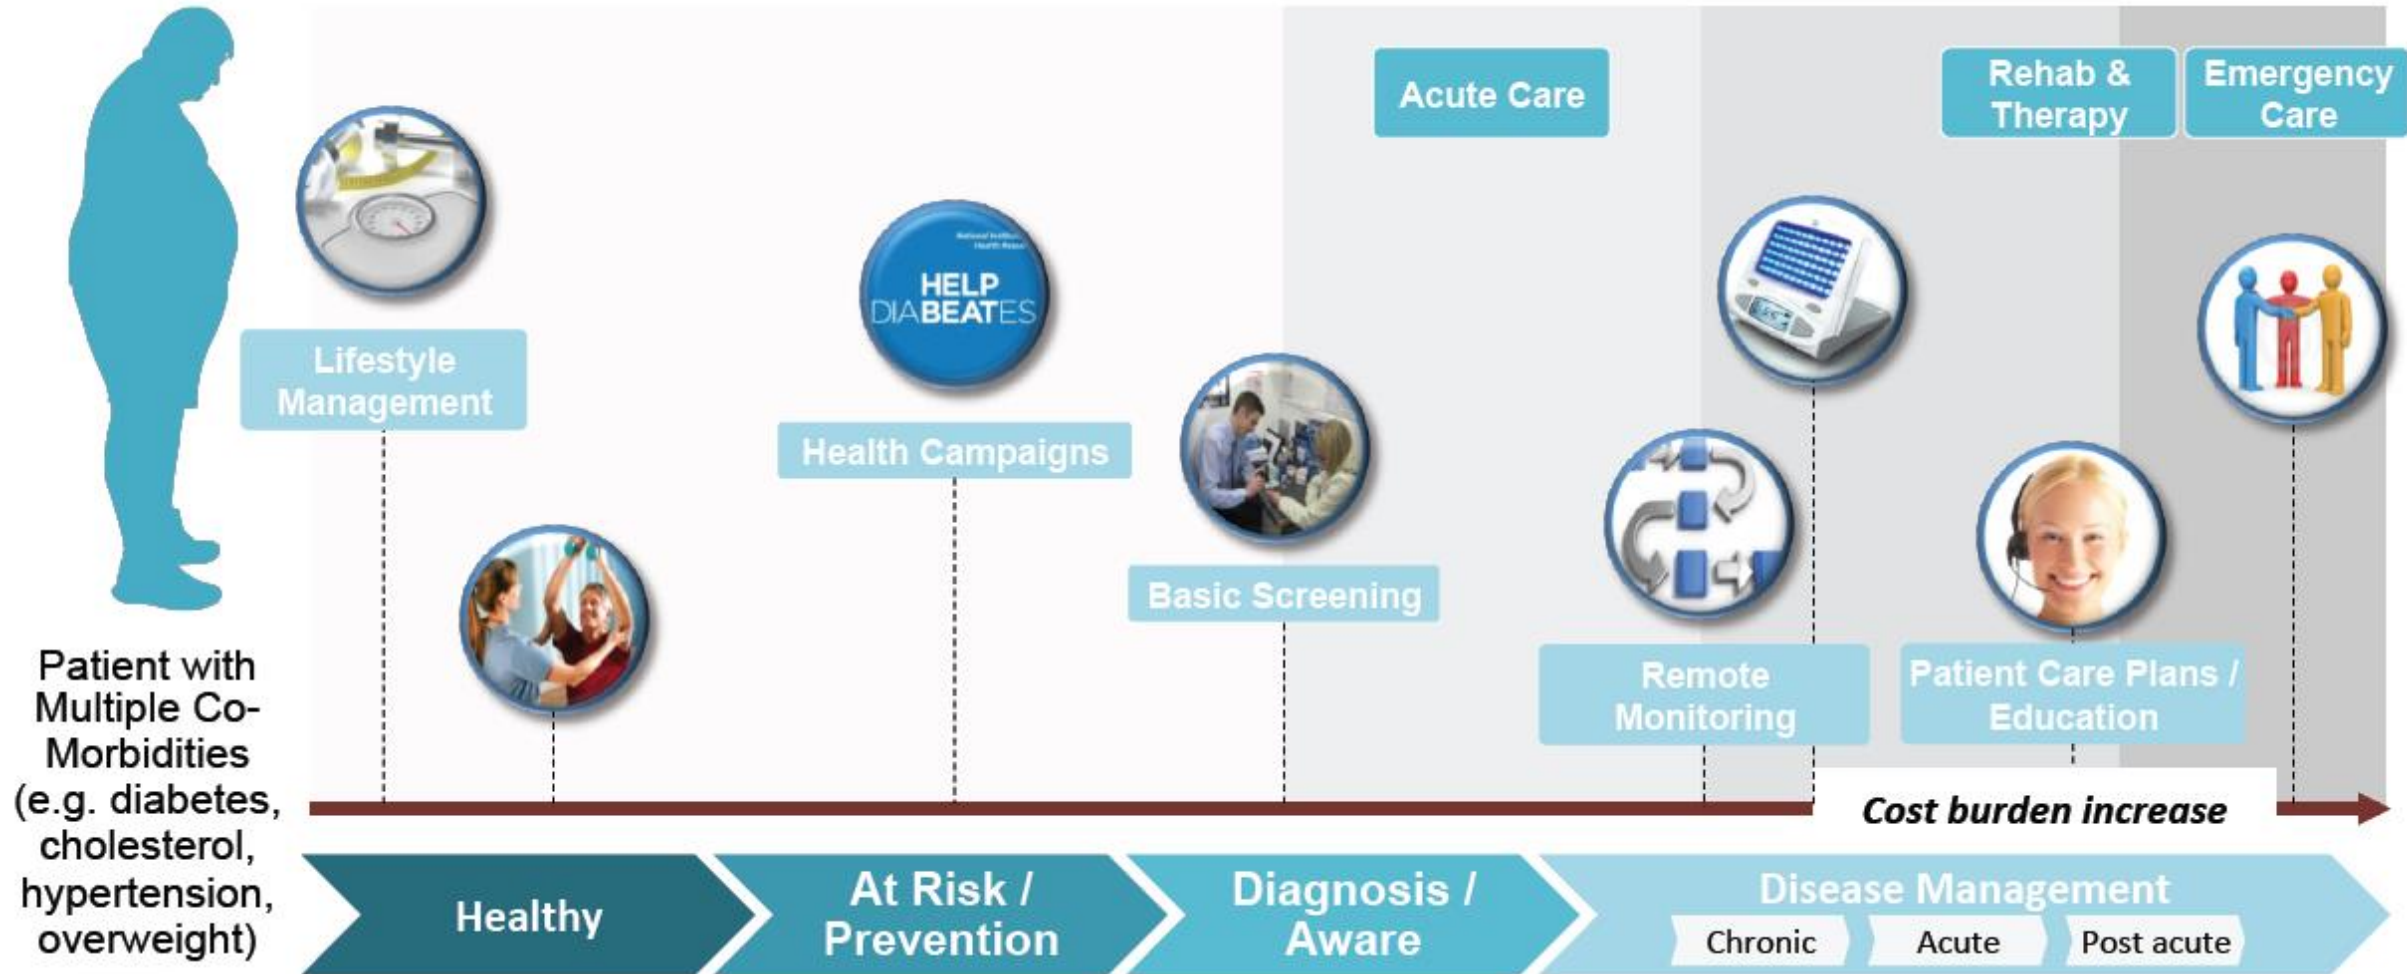 Acute Care
Rehab &
Therapy
Emergency
Care
HELP
DIABEATES
Lifestyle
Management
Health Campaigns
Basic Screening
Remote
Monitoring
Patient Care Plans /
Education
Patient with
Multiple Co-
Morbidities
(e.g. diabetes,
cholesterol,
hypertension,
overweight)
Cost burden increase
Healthy
At Risk /
Prevention
Diagnosis /
Aware
Disease Management
Chronic
Acute
Post acute